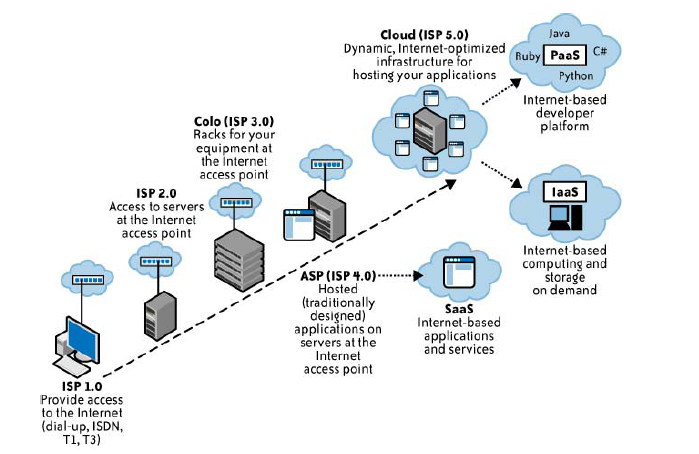 Cloud (ISP 5.0)
Dynamic, Internet-optimized
infrastructure for
hosting your applications
Java
Ruby
PaaS
C#
Python
Internet-based
developer
platform
Colo (ISP 3.0)
Racks for your
equipment at
the Internet
access point
ISP 2.0
Access to servers
at the Internet
access point
IaaS
Internet-based
computing and
storage
on demand
ASP (ISP 4.0)
Hosted
(traditionally
designed)
applications on
servers at the
Internet
access point
SaaS
Internet-based
applications
and services
ISP 1.0
Provide access
to the Internet
(dial-up, ISDN,
T1, T3)